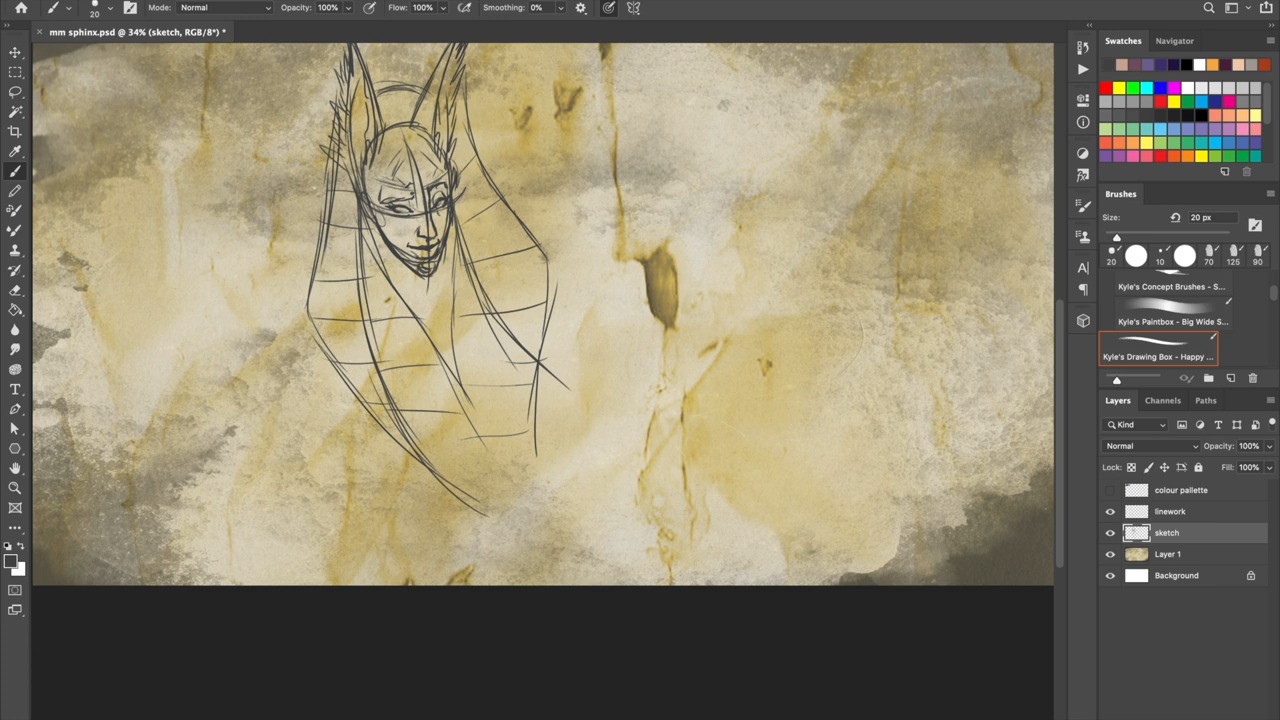 20
Mode: Normal
Opacity: 100%
Flow: 100%
Smoothing: 0%
× mm sphinx.psd @ 34% (sketch, RGB/8*) *
Swatches
Navigator
Brushes
Size:
20 px
20
10
70
125
90
Kyle's Concept Brushes - S...
Kyle's Paintbox - Big Wide S...
Kyle's Drawing Box - Happy ...
Layers
Channels
Paths
Kind
Normal
Opacity: 100%
Lock:
Fill: 100%
colour pallette
linework
sketch
Layer 1
Background